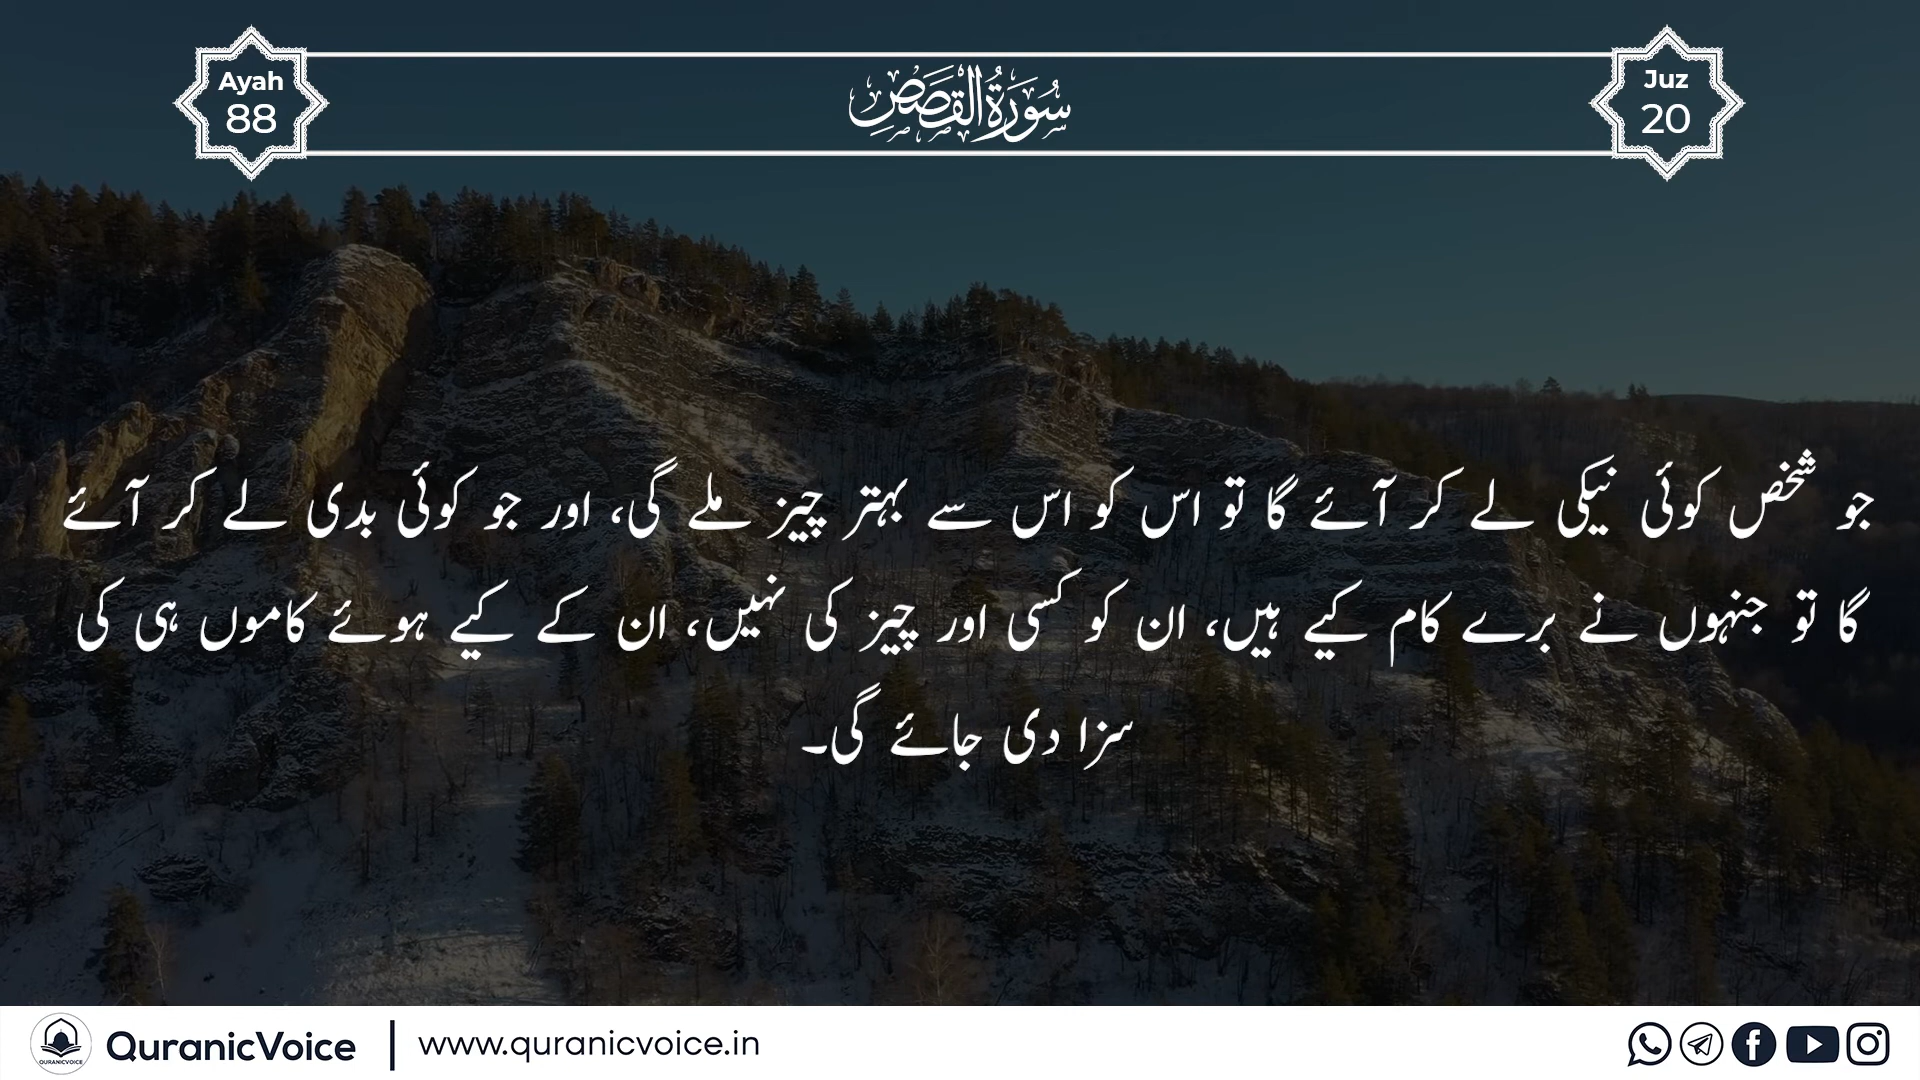 Ayah
88
سُوْرَةُ الْقَصَصِ
Juz
20
جو شخص کوئی نیکی لے کر آئے گا تو اس کو اس سے بہتر چیز ملے گی، اور جو کوئی بدی لے کر آئے
گا تو جنہوں نے برے کام کیے ہیں، ان کو کسی اور چیز کی نہیں، ان کے کیے ہوئے کاموں ہی کی
سزا دی جائے گی۔
QURANICVOICE
QuranicVoice | www.quranicvoice.in